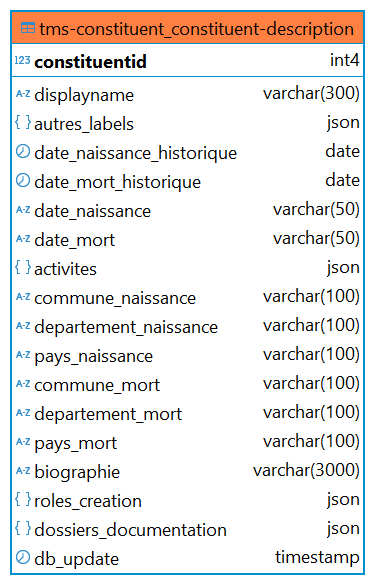 tms-constituent_constituent-description
123 constituentid int4
A-Z displayname varchar(300)
{ } autres_labels json
date_naissance_historique date
date_mort_historique date
A-Z date_naissance varchar(50)
A-Z date_mort varchar(50)
{ } activites json
A-Z commune_naissance varchar(100)
A-Z departement_naissance varchar(100)
A-Z pays_naissance varchar(100)
A-Z commune_mort varchar(100)
A-Z departement_mort varchar(100)
A-Z pays_mort varchar(100)
A-Z biographie varchar(3000)
{ } roles_creation json
{ } dossiers_documentation json
db_update timestamp